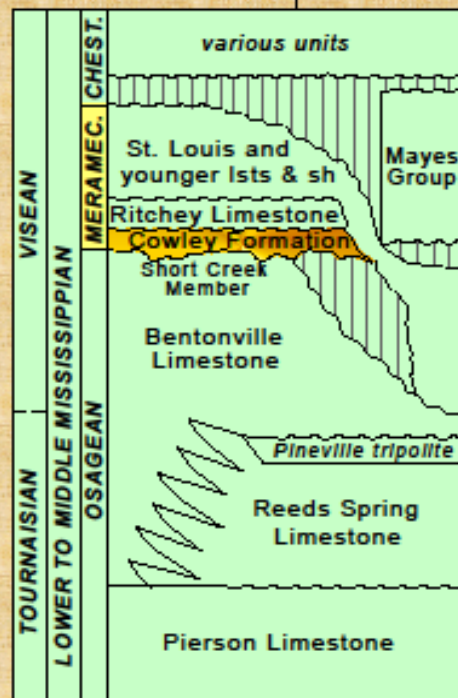 VISEAN
TOURNAISIAN
LOWER TO MIDDLE MISSISSIPPIAN
CHEST.
MERAMEC.
OSAGEAN
various units
St. Louis and
younger lsts & sh
Mayes
Group
Ritchey Limestone
Cowley Formation
Short Creek
Member
Bentonville
Limestone
Pineville tripolite
Reeds Spring
Limestone
Pierson Limestone